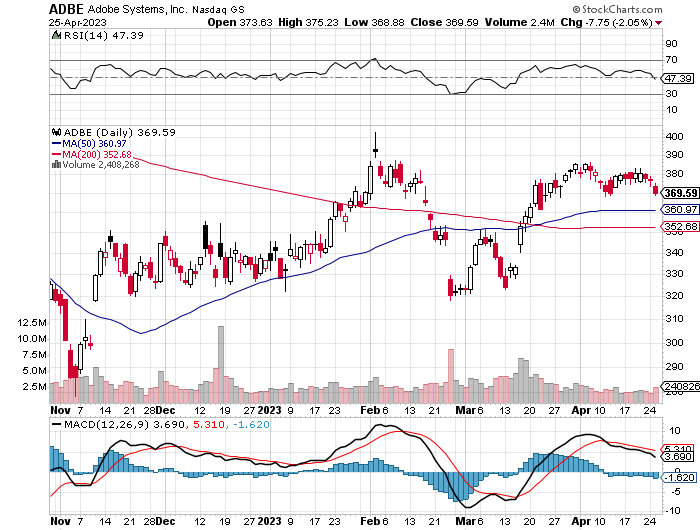 ADBE Adobe Systems, Inc. Nasdaq GS
© StockCharts.com
25-Apr-2023 Open 373.63 High 375.23 Low 368.88 Close 369.59 Volume 2.4M Chg -7.75 (-2.05%)
RSI(14) 47.39
90
70
47.39
30
10
ADBE (Daily) 369.59
MA(50) 360.97
MA(200) 352.68
Volume 2,408,268
400
390
380
369.59
360.97
352.68
340
330
320
310
300
290
280
12.5M
10.0M
7.5M
5.0M
2.5M
2408268
Nov 7 14 21 28 Dec 12 19 27 2023 9 17 23 Feb 6 13 21 Mar 6 13 20 27 Apr 10 17 24
MACD(12,26,9) 3.690, 5.310, -1.620
10
5.310
3.690
0
-1.620
-5
-10
Nov 7 14 21 28 Dec 12 19 27 2023 9 17 23 Feb 6 13 21 Mar 6 13 20 27 Apr 10 17 24